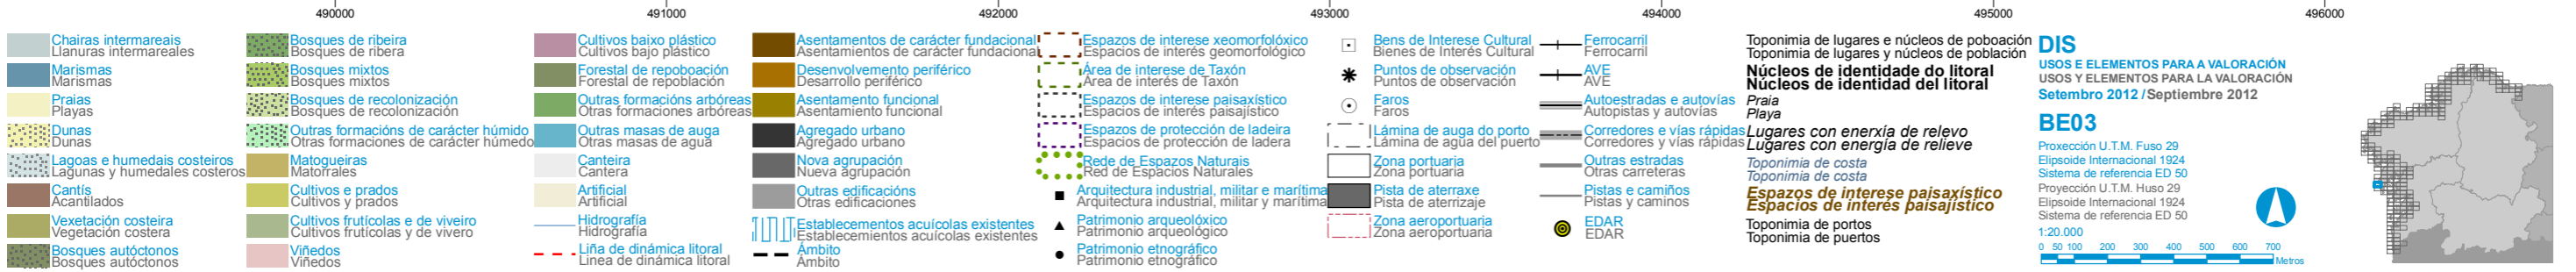 490000 491000 492000 493000 494000 495000 496000
Chairas intermareais
Llanuras intermareales
Marismas
Marismas
Praias
Playas
Dunas
Dunas
Lagoas e humedais costeiros
Lagunas y humedales costeros
Cantís
Acantilados
Vexetación costeira
Vegetación costera
Bosques autóctonos
Bosques autóctonos
Bosques de ribeira
Bosques de ribera
Bosques mixtos
Bosques mixtos
Bosques de recolonización
Bosques de recolonización
Outras formacións de carácter húmido
Otras formaciones de carácter húmedo
Matogueiras
Matorrales
Cultivos e prados
Cultivos y prados
Cultivos frutícolas e de viveiro
Cultivos frutícolas y de vivero
Viñedos
Viñedos
Cultivos baixo plástico
Cultivos bajo plástico
Forestal de repoboación
Forestal de repoblación
Outras formacións arbóreas
Otras formaciones arbóreas
Outras masas de auga
Otras masas de agua
Canteira
Cantera
Artificial
Artificial
Hidrografía
Hidrografía
Liña de dinámica litoral
Linea de dinámica litoral
Asentamentos de carácter fundacional
Asentamientos de carácter fundacional
Desenvolvemento periférico
Desarrollo periférico
Asentamento funcional
Asentamiento funcional
Agregado urbano
Agregado urbano
Nova agrupación
Nueva agrupación
Outras edificacións
Otras edificaciones
Establecementos acuícolas existentes
Establecemientos acuícolas existentes
Ámbito
Ámbito
Espazos de interese xeomorfolóxico
Espacios de interés geomorfológico
Área de interese de Taxón
Área de interés de Taxón
Espazos de interese paisaxístico
Espacios de interés paisajístico
Espazos de protección de ladeira
Espacios de protección de ladera
Rede de Espazos Naturais
Red de Espacios Naturales
Arquitectura industrial, militar e marítima
Arquitectura industrial, militar y marítima
Patrimonio arqueolóxico
Patrimonio arqueológico
Patrimonio etnográfico
Patrimonio etnográfico
Bens de Interese Cultural
Bienes de Interés Cultural
Puntos de observación
Puntos de observación
Faros
Faros
Lámina de auga do porto
Lámina de agua del puerto
Zona portuaria
Zona portuaria
Pista de aterraxe
Pista de aterrizaje
Zona aeroportuaria
Zona aeroportuaria
Ferrocarril
Ferrocarril
AVE
AVE
Autoestradas e autovías
Autopistas y autovías
Corredores e vías rápidas
Corredores y vías rápidas
Outras estradas
Otras carreteras
Pistas e camiños
Pistas y caminos
EDAR
EDAR
Toponimia de lugares e núcleos de poboación
Toponimia de lugares y núcleos de población
Núcleos de identidade do litoral
Núcleos de identidad del litoral
Praia
Playa
Lugares con enerxía de relevo
Lugares con energía de relieve
Toponimia de costa
Toponimia de costa
Espazos de interese paisaxístico
Espacios de interés paisajístico
Toponimia de portos
Toponimia de puertos
DIS
USOS E ELEMENTOS PARA A VALORACIÓN
USOS Y ELEMENTOS PARA LA VALORACIÓN
Setembro 2012 / Septiembre 2012
BE03
Proxección U.T.M. Fuso 29
Elipsoide Internacional 1924
Sistema de referencia ED 50
Proyección U.T.M. Huso 29
Elipsoide Internacional 1924
Sistema de referencia ED 50
1:20.000
0 50 100 200 300 400 500 600 700
Metros